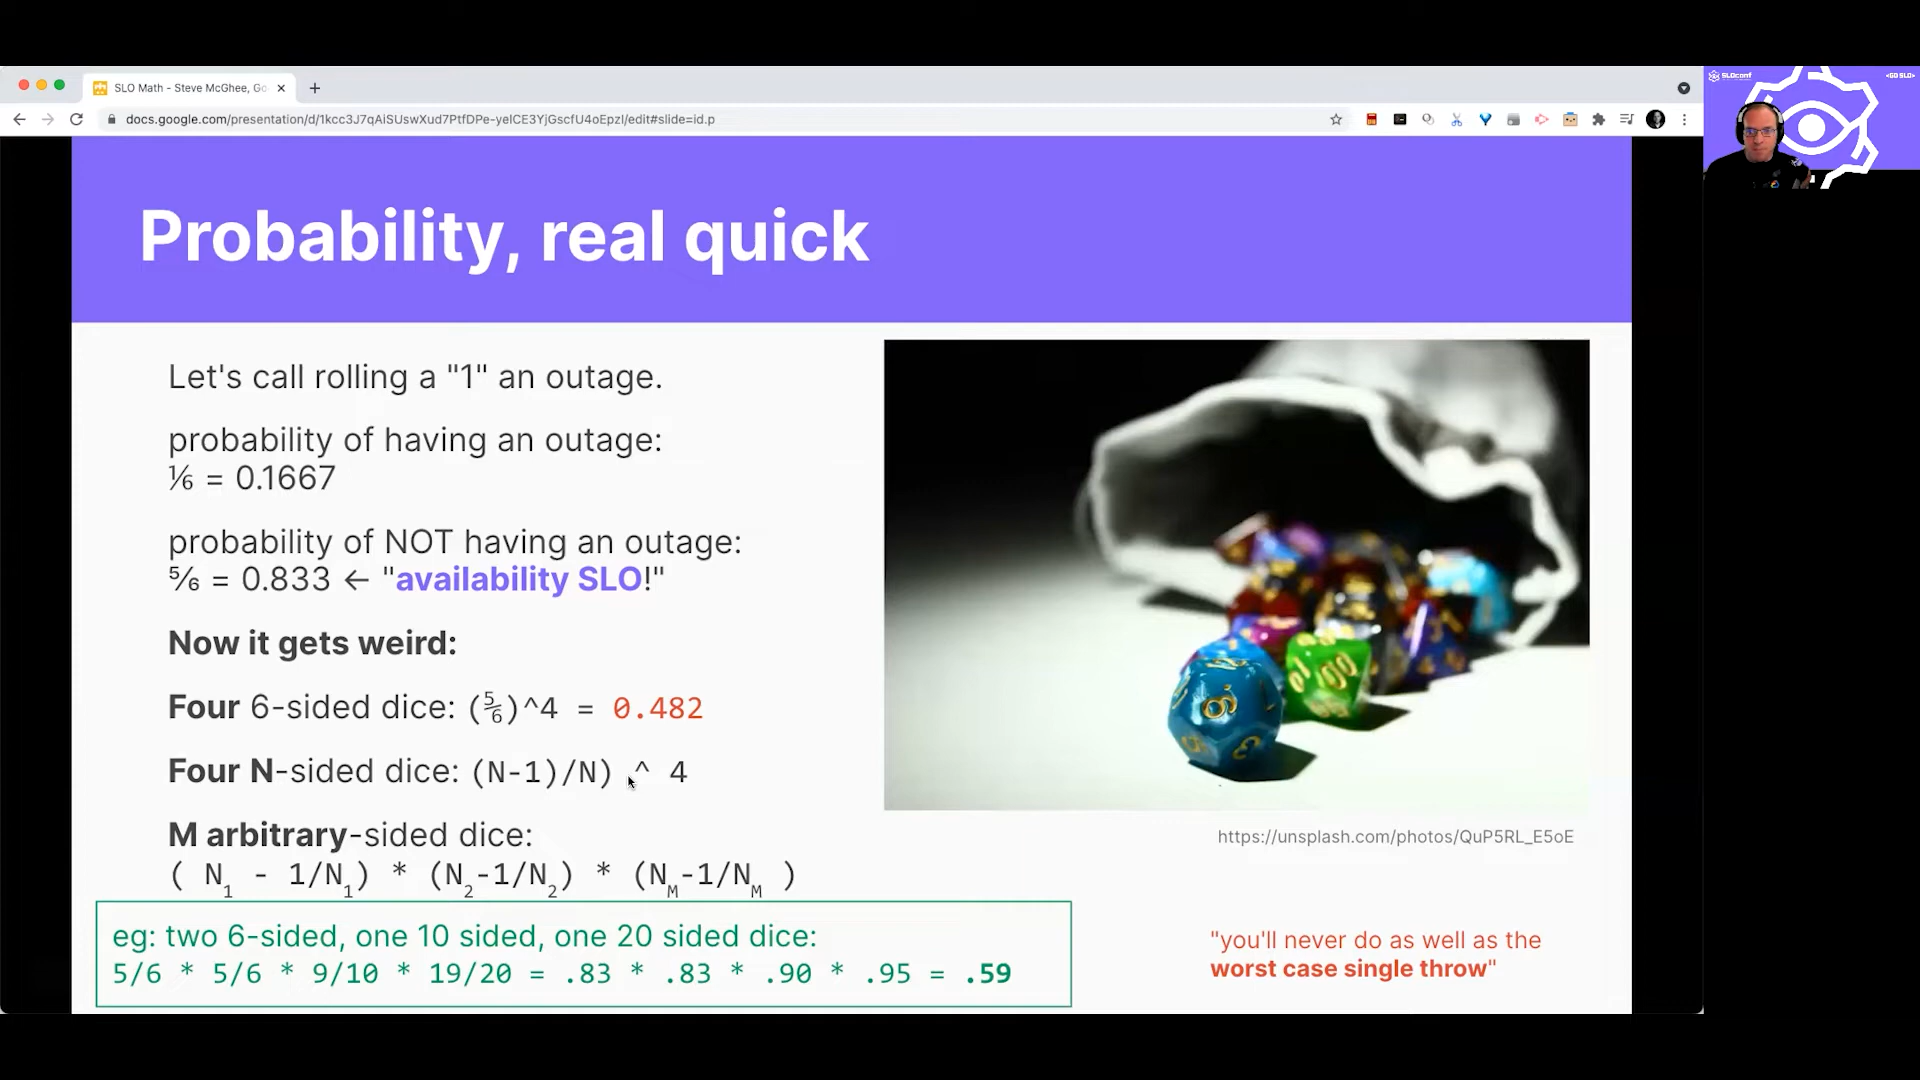 SLO Math - Steve McGhee, Go
docs.google.com/presentation/d/1kcc3J7qAiSUswXud7PtfDPe-yelCE3YjGscfU4oEpzI/edit#slide=id.p
SLOconf
<GO SLO>
Probability, real quick
Let's call rolling a "1" an outage.
probability of having an outage:
⅙ = 0.1667
probability of NOT having an outage:
⅚ = 0.833 ← "availability SLO!"
Now it gets weird:
Four 6-sided dice: (⅚)^4 = 0.482
Four N-sided dice: (N-1)/N) ^ 4
M arbitrary-sided dice:
( N₁ - 1/N₁) * (N₂-1/N₂) * (N_M-1/N_M )
eg: two 6-sided, one 10 sided, one 20 sided dice:
5/6 * 5/6 * 9/10 * 19/20 = .83 * .83 * .90 * .95 = .59
https://unsplash.com/photos/QuP5RL_E5oE
"you'll never do as well as the
worst case single throw"